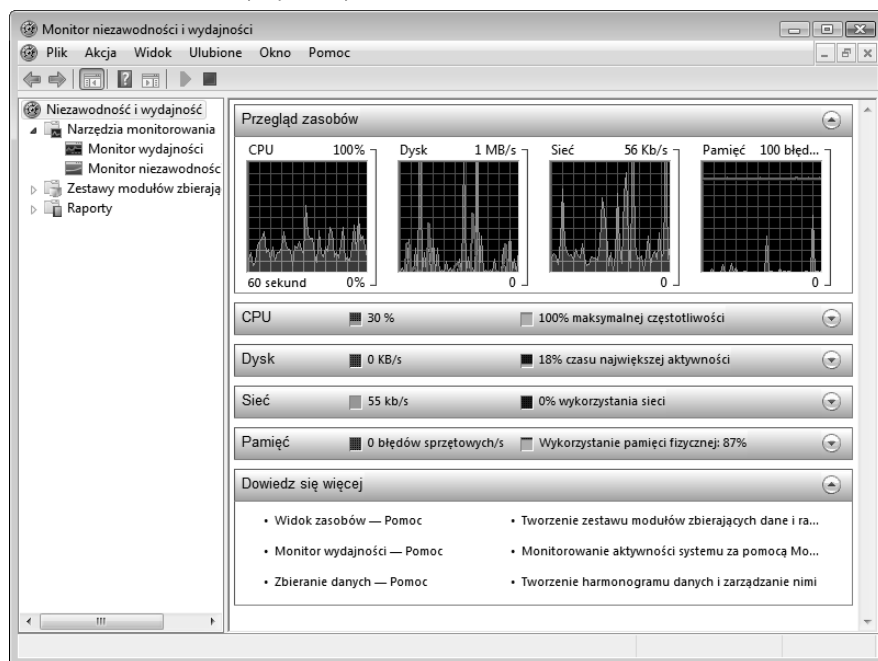 Monitor niezawodności i wydajności
Plik Akcja Widok Ulubione Okno Pomoc
Niezawodność i wydajność
Narzędzia monitorowania
Monitor wydajności
Monitor niezawodnośc
Zestawy modułów zbierają
Raporty
Przegląd zasobów
CPU 100% Dysk 1 MB/s Sieć 56 Kb/s Pamięć 100 błęd...
60 sekund 0% 0 0 0
CPU 30 % 100% maksymalnej częstotliwości
Dysk 0 KB/s 18% czasu największej aktywności
Sieć 55 kb/s 0% wykorzystania sieci
Pamięć 0 błędów sprzętowych/s Wykorzystanie pamięci fizycznej: 87%
Dowiedz się więcej
• Widok zasobów — Pomoc • Tworzenie zestawu modułów zbierających dane i ra...
• Monitor wydajności — Pomoc • Monitorowanie aktywności systemu za pomocą Mo...
• Zbieranie danych — Pomoc • Tworzenie harmonogramu danych i zarządzanie nimi